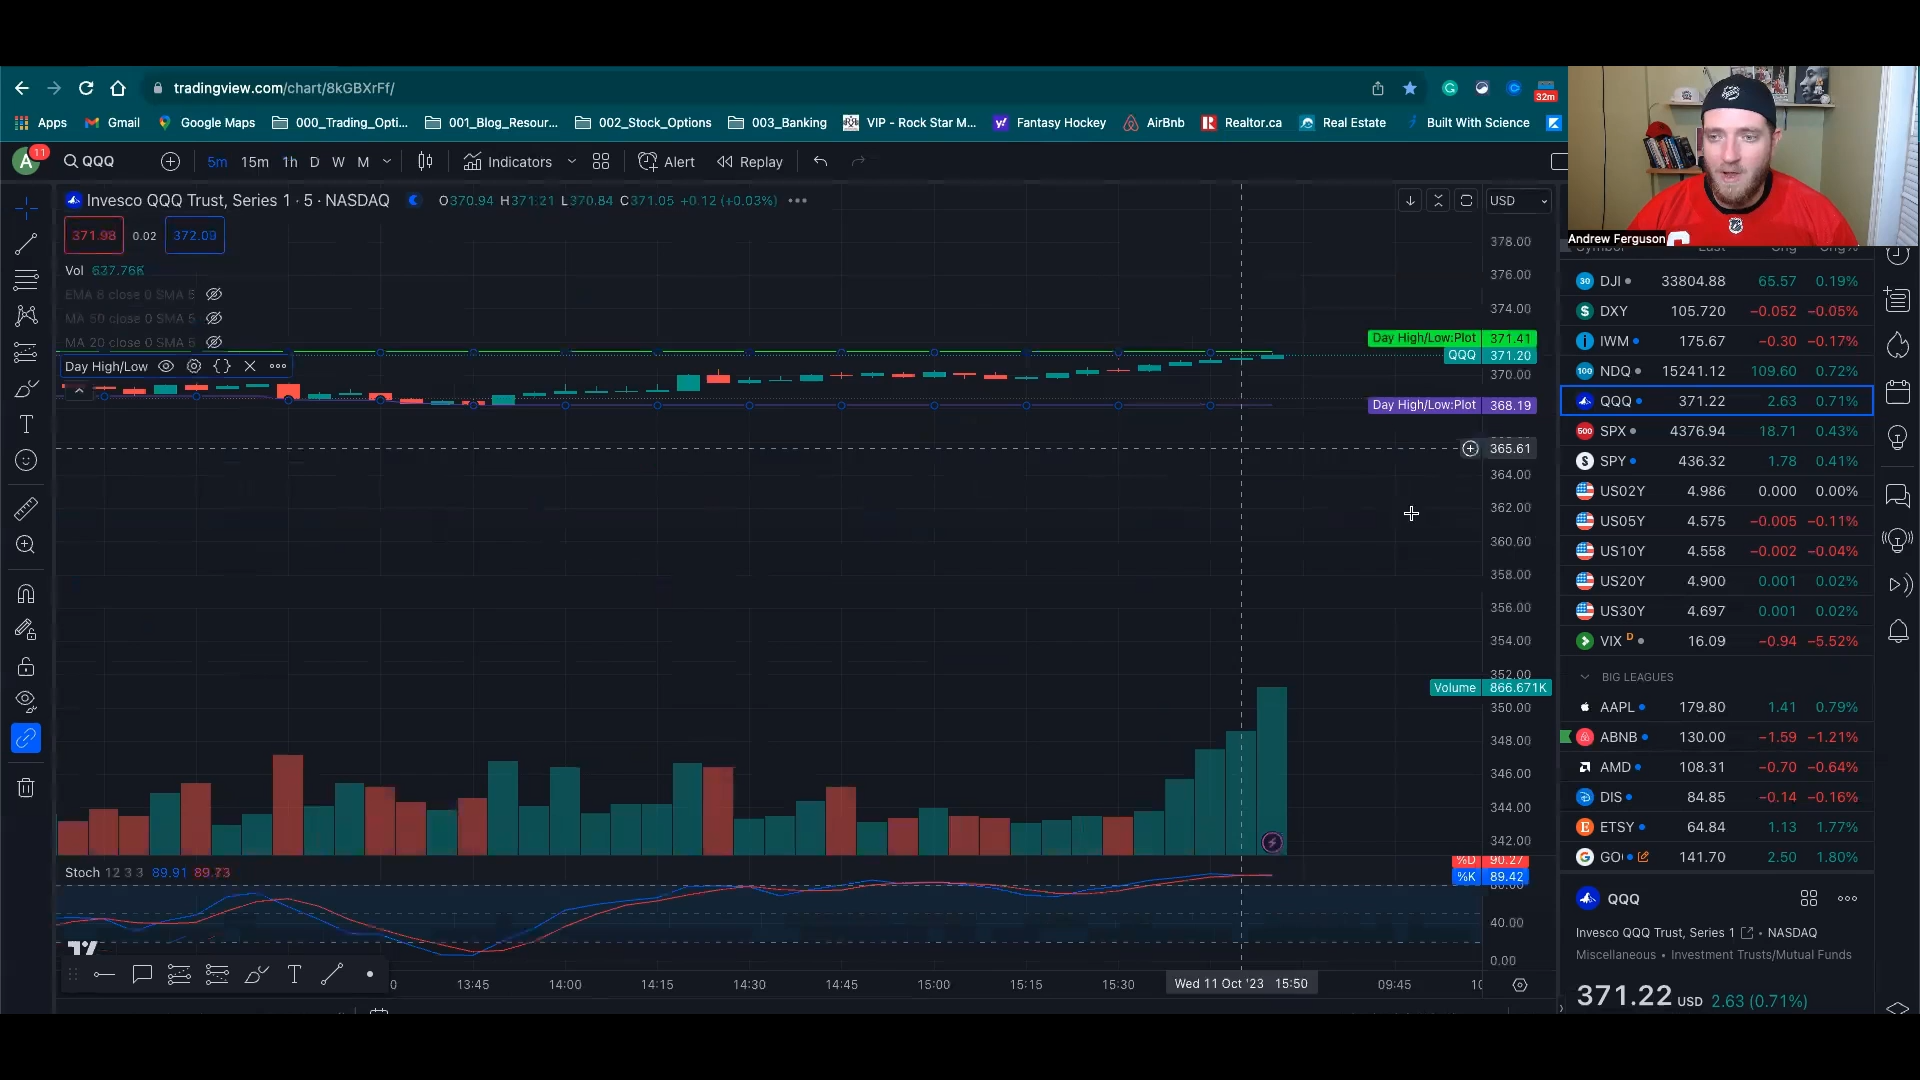 tradingview.com/chart/8kGBXrFf/
32m
Apps Gmail Google Maps 000_Trading_Opti... 001_Blog_Resour... 002_Stock_Options 003_Banking VIP - Rock Star M... Fantasy Hockey AirBnb Realtor.ca Real Estate Built With Science
A 11 QQQ 5m 15m 1h D W M Indicators Alert Replay
Andrew Ferguson
Invesco QQQ Trust, Series 1 · 5 · NASDAQ O370.94 H371.21 L370.84 C371.05 +0.12 (+0.03%)
USD
371.98 0.02 372.09
Vol 637.76K
EMA 8 close 0 SMA 5
MA 50 close 0 SMA 5
MA 20 close 0 SMA 5
Day High/Low
378.00
376.00
374.00
Day High/Low:Plot 371.41
QQQ 371.20
370.00
Day High/Low:Plot 368.19
365.61
364.00
362.00
360.00
358.00
356.00
354.00
352.00
Volume 866.671K
350.00
348.00
346.00
344.00
342.00
Stoch 12 3 3 89.91 89.73
%D 90.27
%K 89.42
80.00
40.00
0.00
13:45 14:00 14:15 14:30 14:45 15:00 15:15 15:30 Wed 11 Oct '23 15:50 09:45
Symbol Last Chg Chg%
30 DJI 33804.88 65.57 0.19%
DXY 105.720 −0.052 −0.05%
IWM 175.67 −0.30 −0.17%
100 NDQ 15241.12 109.60 0.72%
QQQ 371.22 2.63 0.71%
500 SPX 4376.94 18.71 0.43%
SPY 436.32 1.78 0.41%
US02Y 4.986 0.000 0.00%
US05Y 4.575 −0.005 −0.11%
US10Y 4.558 −0.002 −0.04%
US20Y 4.900 0.001 0.02%
US30Y 4.697 0.001 0.02%
VIX D 16.09 −0.94 −5.52%
BIG LEAGUES
AAPL 179.80 1.41 0.79%
ABNB 130.00 −1.59 −1.21%
AMD 108.31 −0.70 −0.64%
DIS 84.85 −0.14 −0.16%
ETSY 64.84 1.13 1.77%
GO 141.70 2.50 1.80%
QQQ
Invesco QQQ Trust, Series 1 • NASDAQ
Miscellaneous • Investment Trusts/Mutual Funds
371.22 USD 2.63 (0.71%)